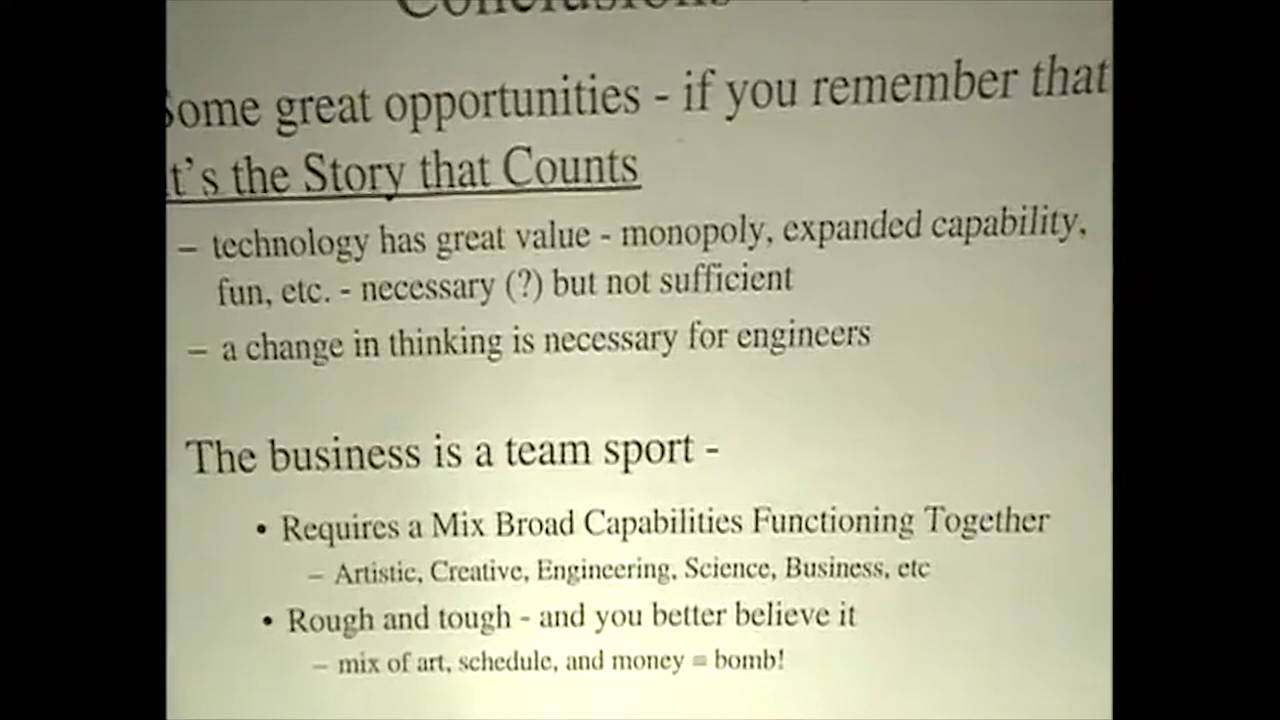 Conclusions
Some great opportunities - if you remember that
It's the Story that Counts
– technology has great value - monopoly, expanded capability,
fun, etc. - necessary (?) but not sufficient
– a change in thinking is necessary for engineers
The business is a team sport -
• Requires a Mix Broad Capabilities Functioning Together
– Artistic, Creative, Engineering, Science, Business, etc
• Rough and tough - and you better believe it
– mix of art, schedule, and money = bomb!